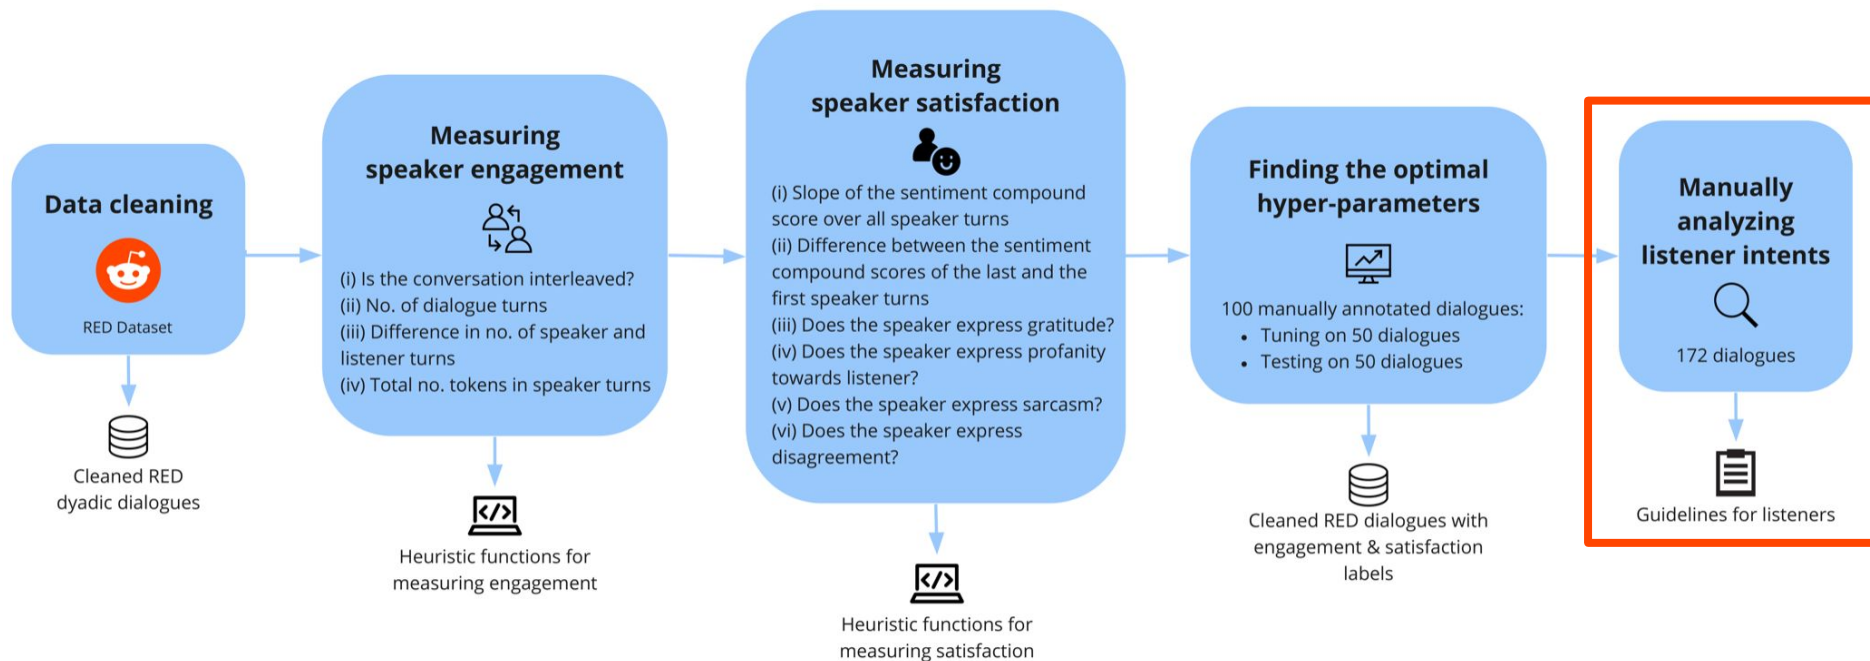 Data cleaning
RED Dataset
Cleaned RED
dyadic dialogues
Measuring
speaker engagement
(i) Is the conversation interleaved?
(ii) No. of dialogue turns
(iii) Difference in no. of speaker and
listener turns
(iv) Total no. tokens in speaker turns
</>
Heuristic functions for
measuring engagement
Measuring
speaker satisfaction
(i) Slope of the sentiment compound
score over all speaker turns
(ii) Difference between the sentiment
compound scores of the last and the
first speaker turns
(iii) Does the speaker express gratitude?
(iv) Does the speaker express profanity
towards listener?
(v) Does the speaker express sarcasm?
(vi) Does the speaker express
disagreement?
</>
Heuristic functions for
measuring satisfaction
Finding the optimal
hyper-parameters
100 manually annotated dialogues:
• Tuning on 50 dialogues
• Testing on 50 dialogues
Cleaned RED dialogues with
engagement & satisfaction
labels
Manually
analyzing
listener intents
172 dialogues
Guidelines for listeners